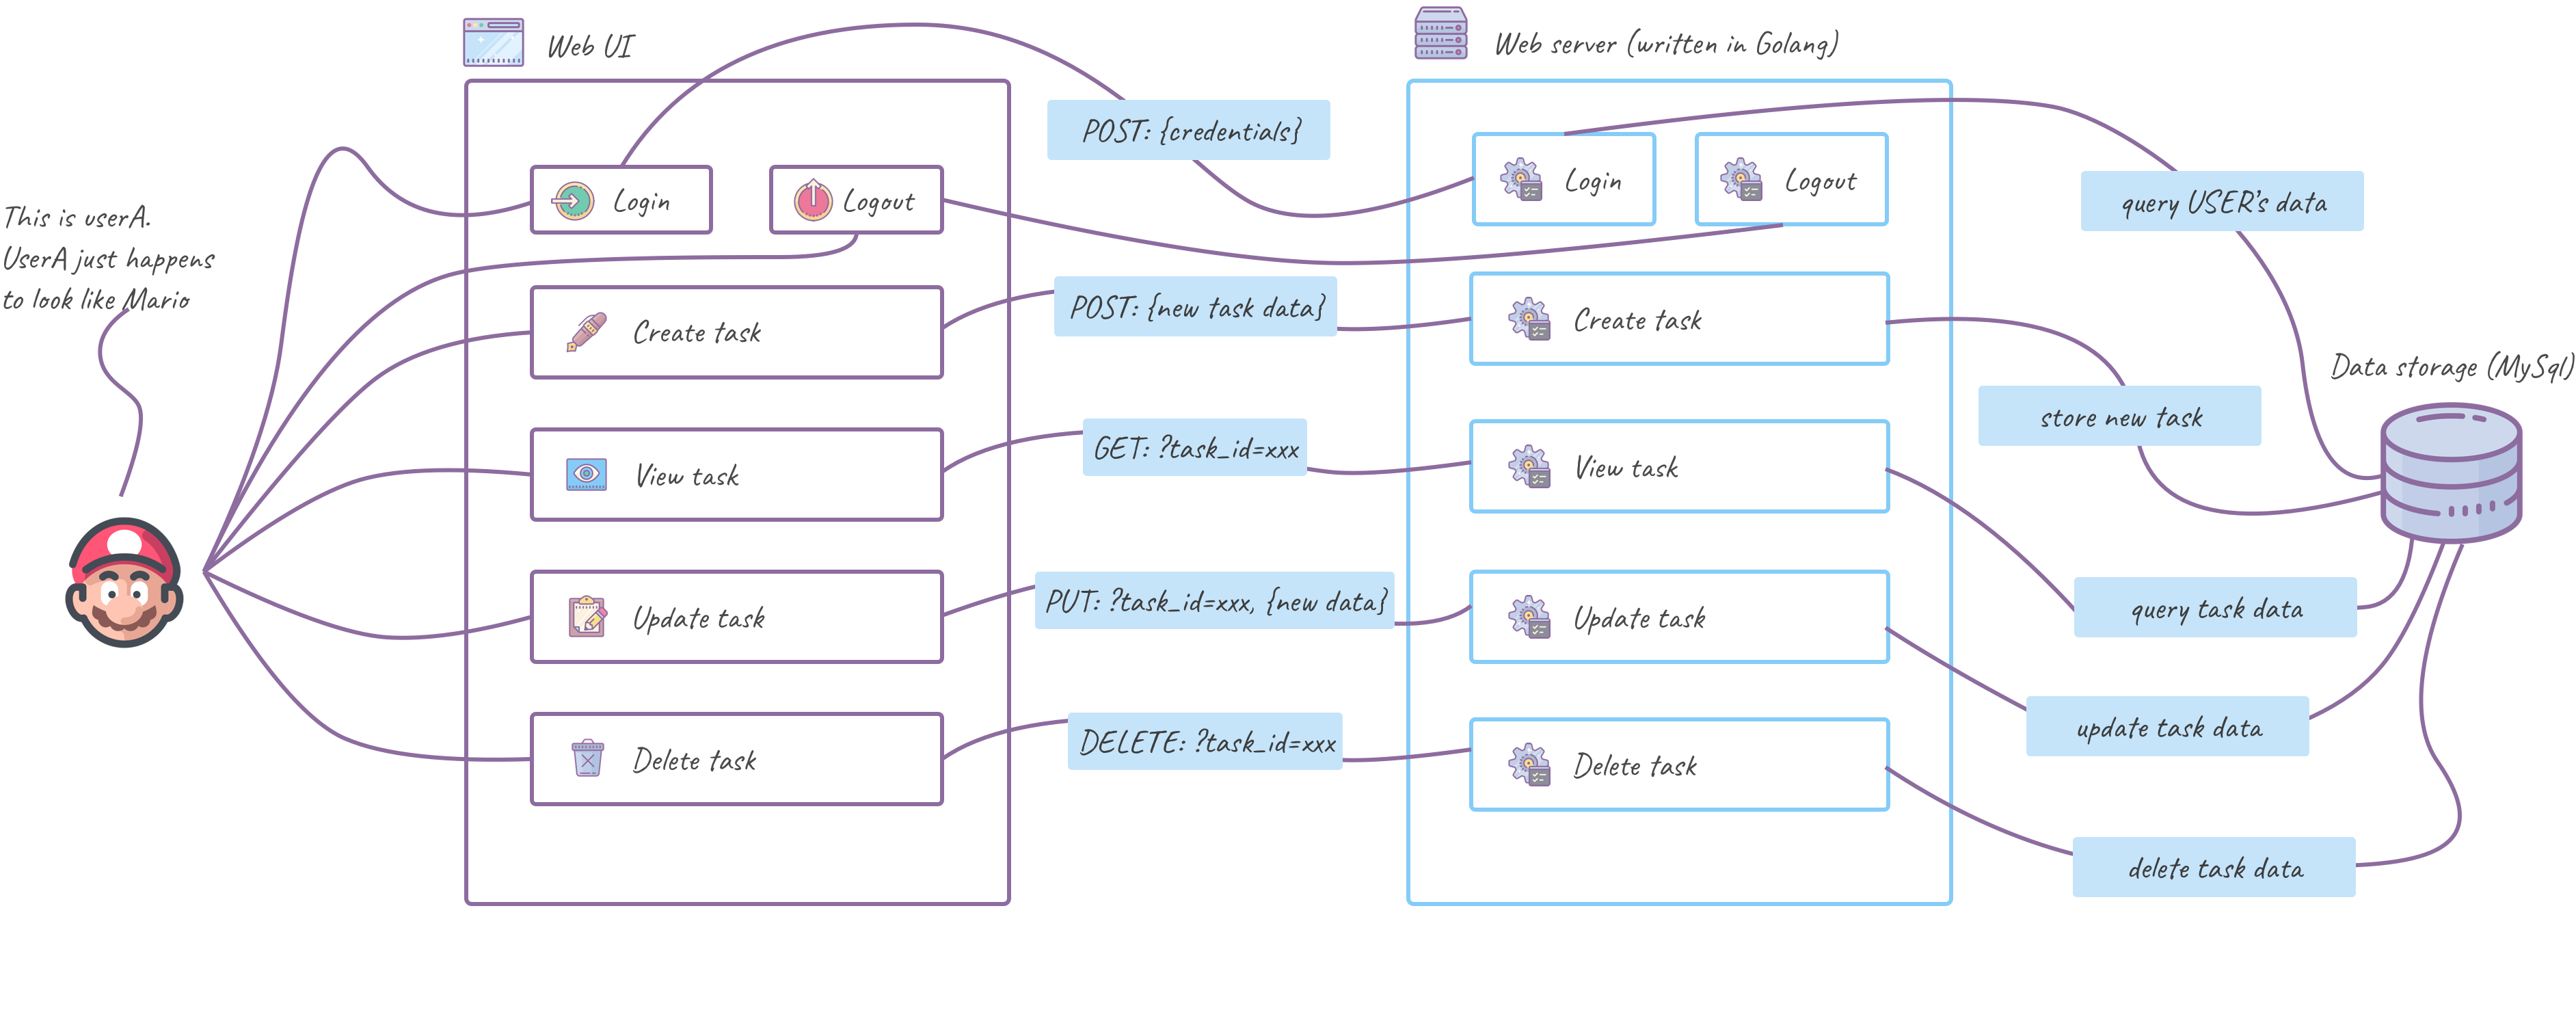 Web UI
Web server (written in Golang)
This is userA.
UserA just happens
to look like Mario
Login
Logout
Create task
View task
Update task
Delete task
POST: {credentials}
POST: {new task data}
GET: ?task_id=xxx
PUT: ?task_id=xxx, {new data}
DELETE: ?task_id=xxx
Login
Logout
Create task
View task
Update task
Delete task
query USER's data
store new task
Data storage (MySql)
query task data
update task data
delete task data